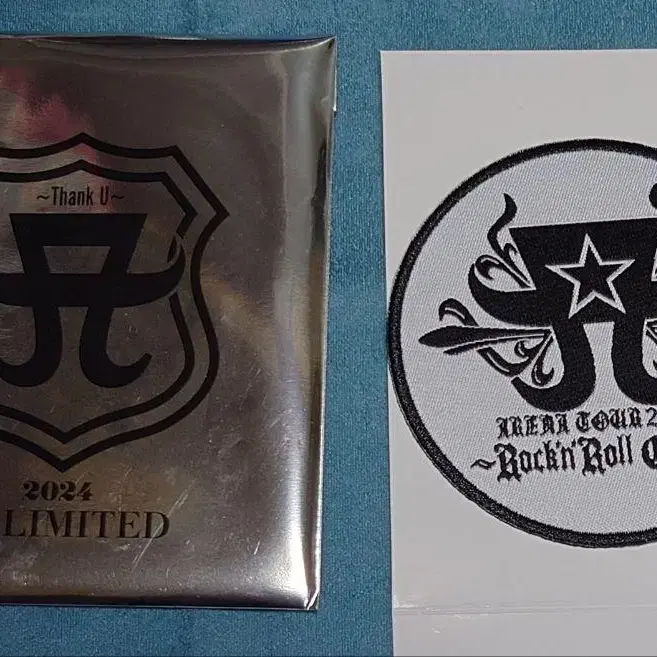 ~Thank U~
A
2024
LIMITED
A
ARENA TOUR 2
~Rock'n'Roll C